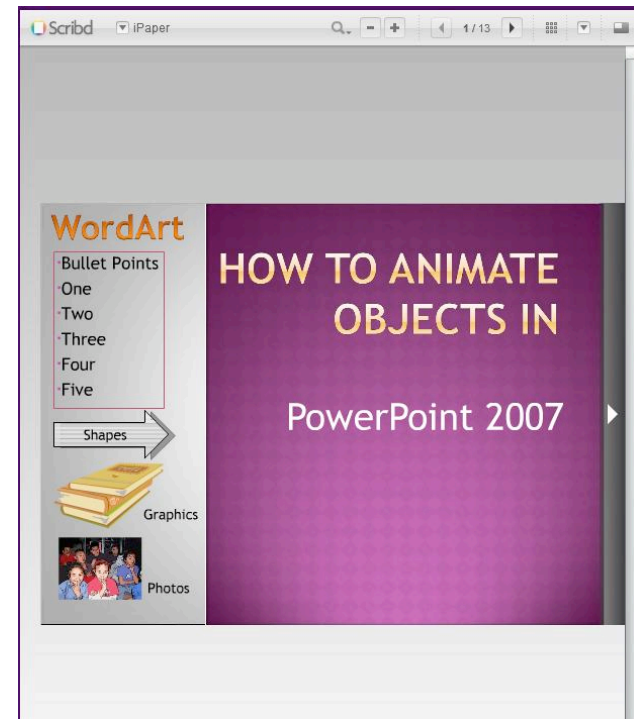 Scribd iPaper 1/13
WordArt
Bullet Points
One
Two
Three
Four
Five
Shapes
Graphics
Photos
HOW TO ANIMATE
OBJECTS IN
PowerPoint 2007